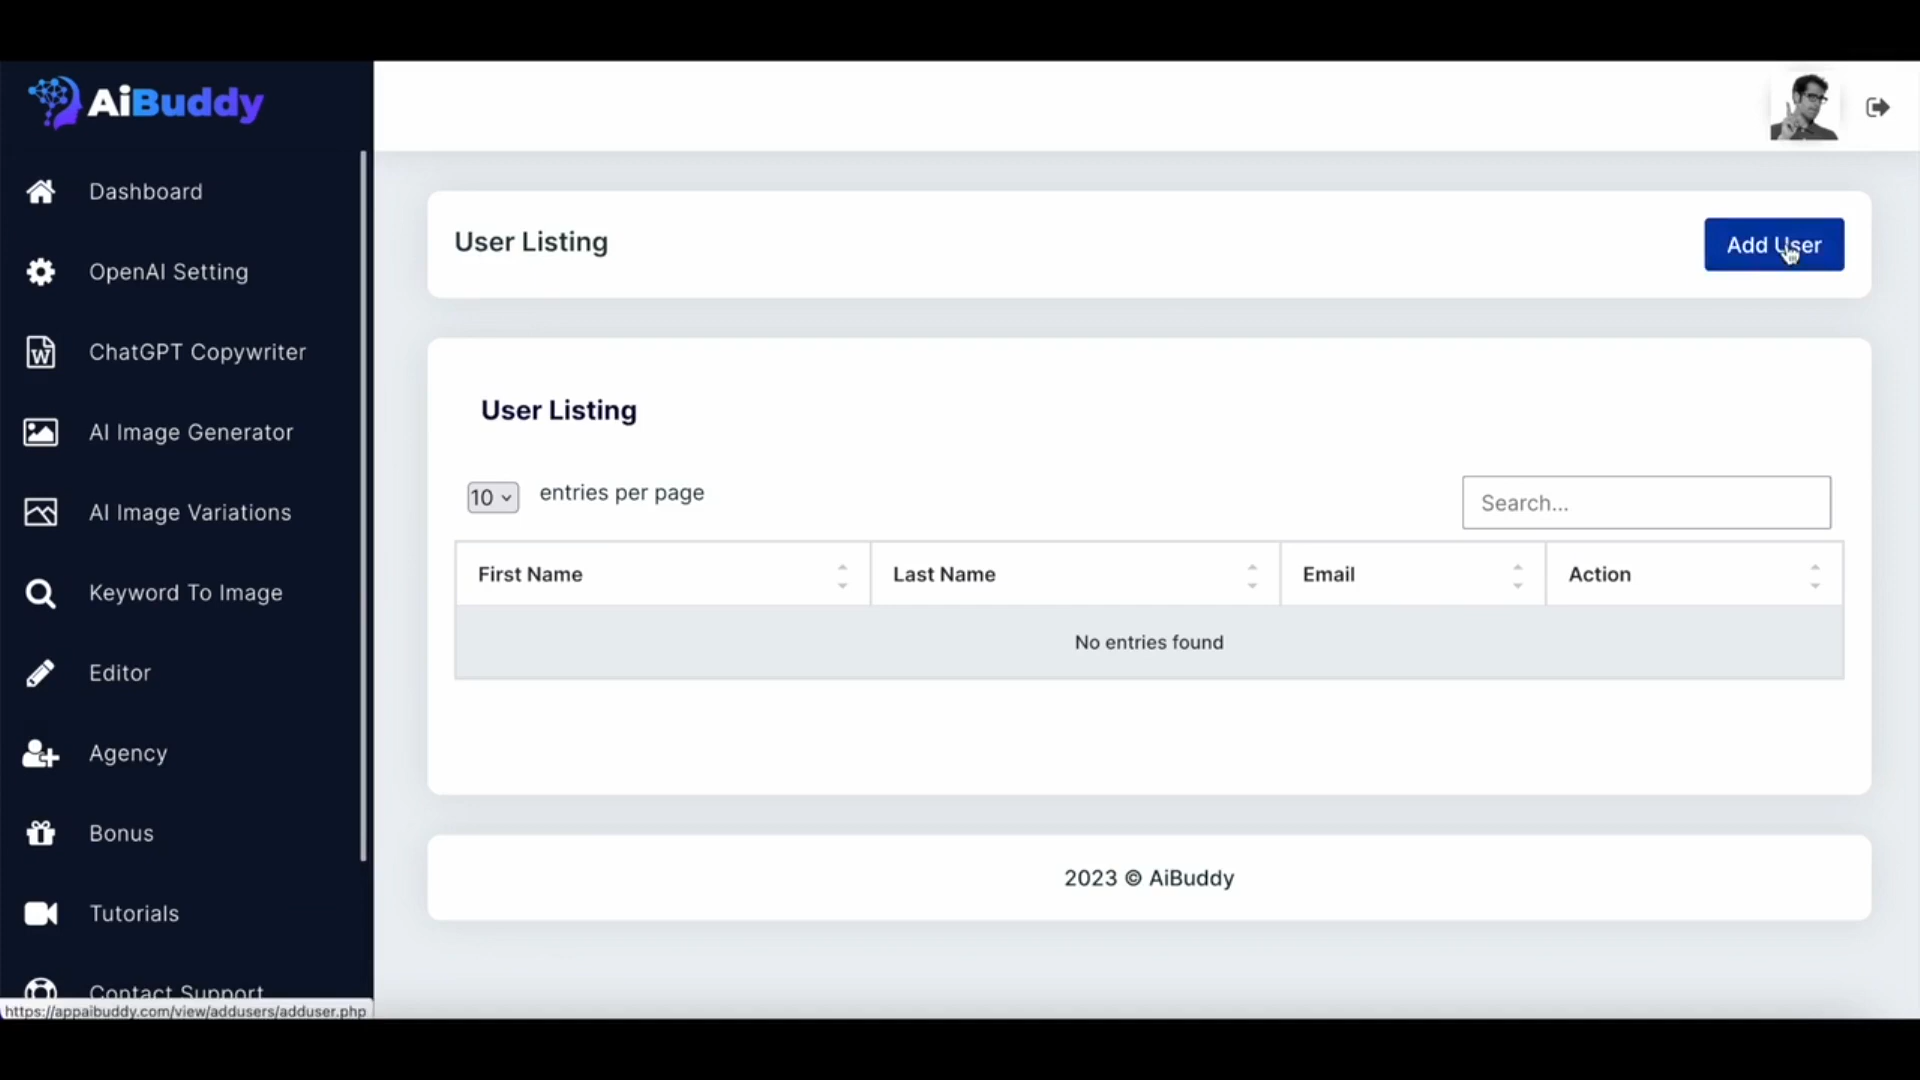 AiBuddy
Dashboard
OpenAI Setting
ChatGPT Copywriter
AI Image Generator
AI Image Variations
Keyword To Image
Editor
Agency
Bonus
Tutorials
Contact Support
https://appaibuddy.com/view/addusers/adduser.php
User Listing
Add User
User Listing
10 entries per page
Search...
First Name Last Name Email Action
No entries found
2023 © AiBuddy